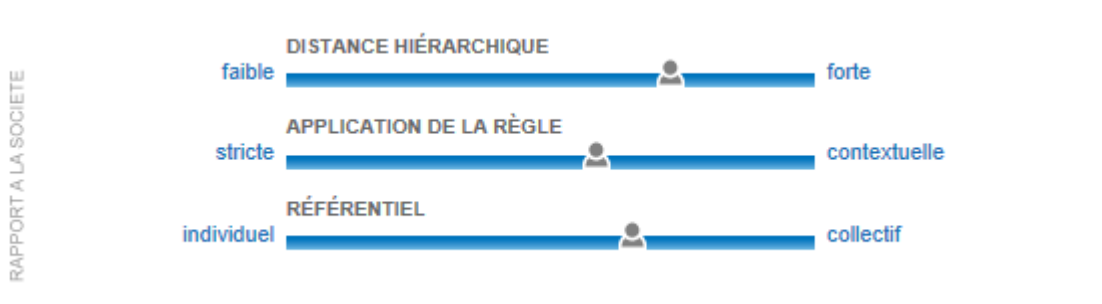 RAPPORT A LA SOCIETE
DISTANCE HIÉRARCHIQUE
faible
forte
APPLICATION DE LA RÈGLE
stricte
contextuelle
RÉFÉRENTIEL
individuel
collectif